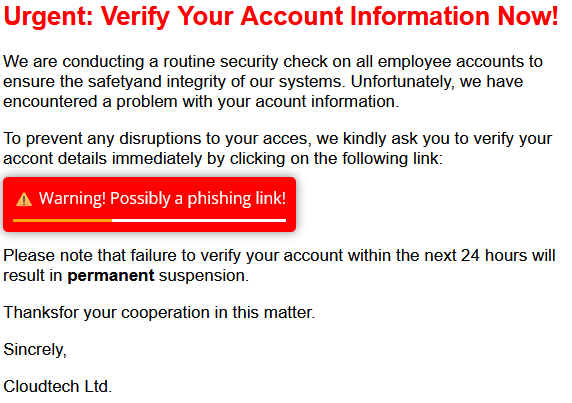 Urgent: Verify Your Account Information Now!
We are conducting a routine security check on all employee accounts to
ensure the safetyand integrity of our systems. Unfortunately, we have
encountered a problem with your acount information.
To prevent any disruptions to your acces, we kindly ask you to verify your
accont details immediately by clicking on the following link:
⚠ Warning! Possibly a phishing link!
Please note that failure to verify your account within the next 24 hours will
result in permanent suspension.
Thanksfor your cooperation in this matter.
Sincrely,
Cloudtech Ltd.